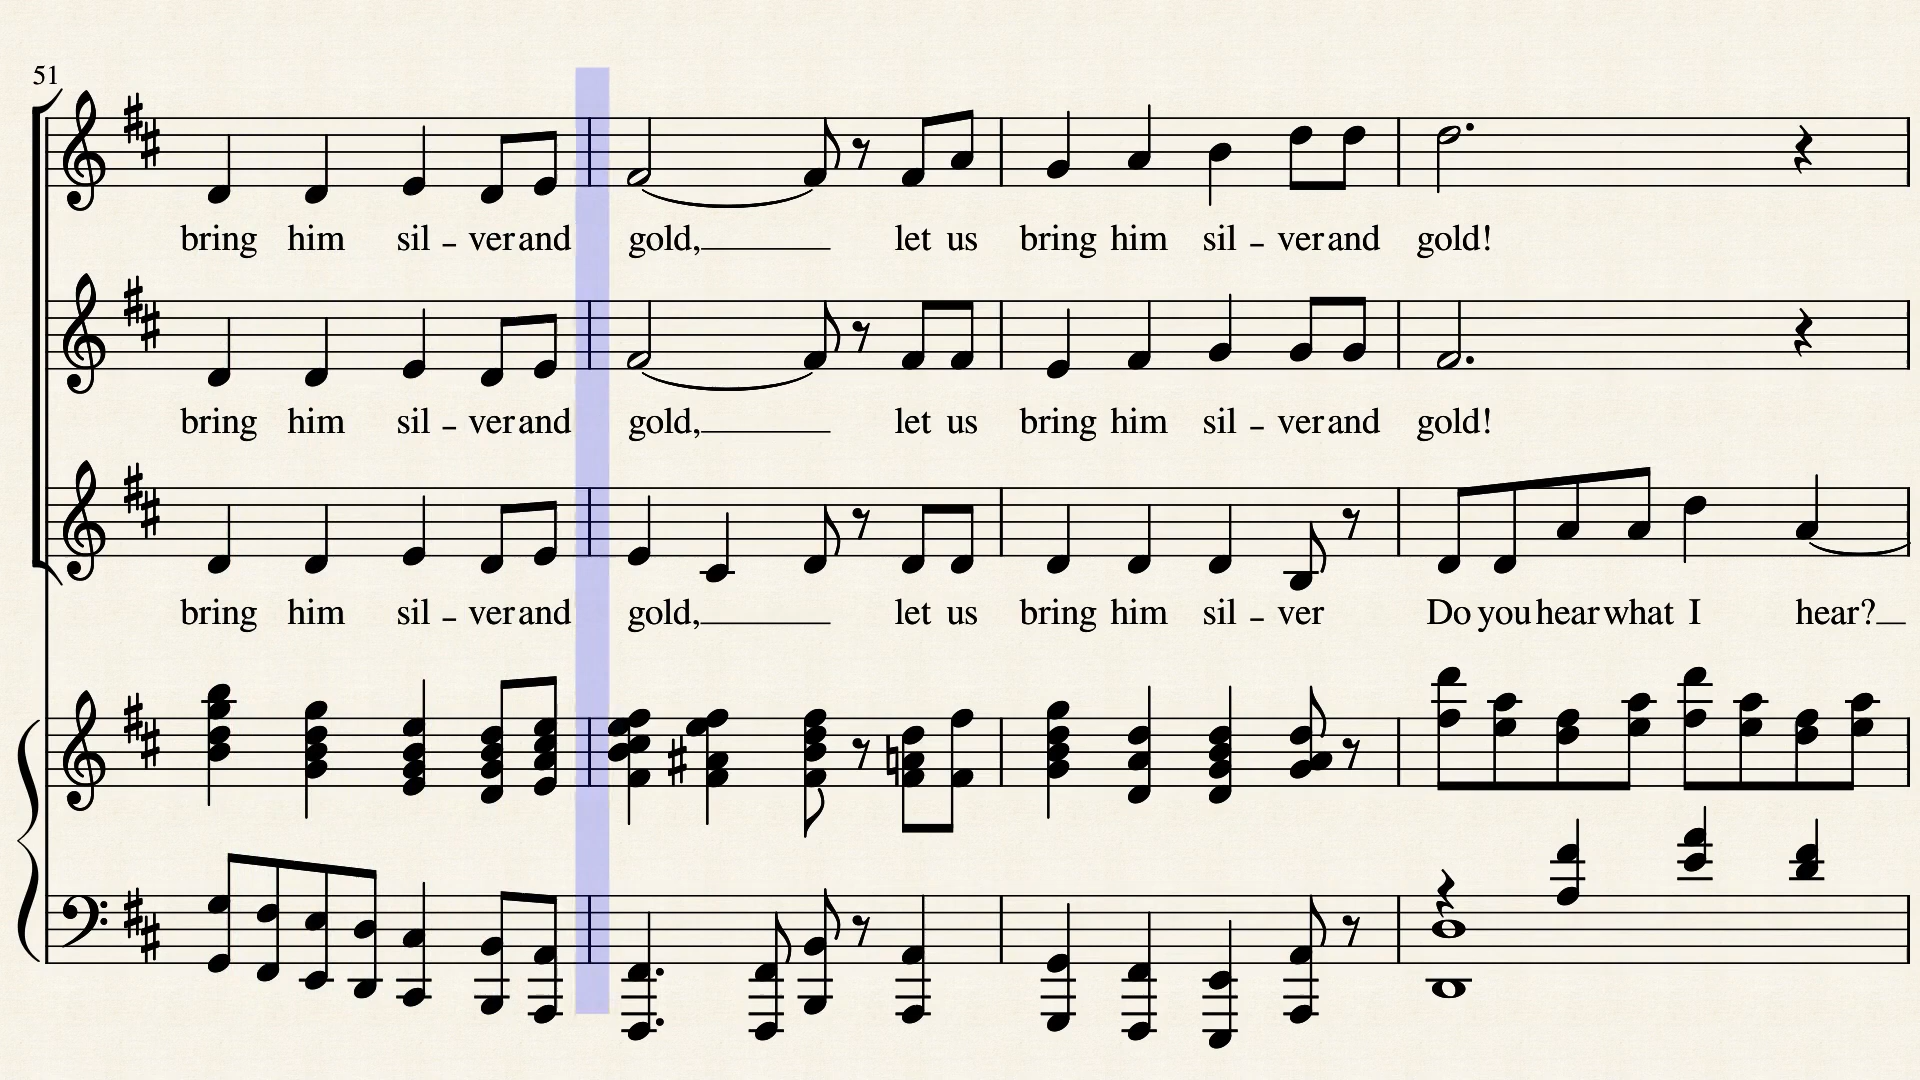 51
bring him sil - ver and gold, let us bring him sil - ver and gold!
bring him sil - ver and gold, let us bring him sil - ver and gold!
bring him sil - ver and gold, let us bring him sil - ver Do you hear what I hear?